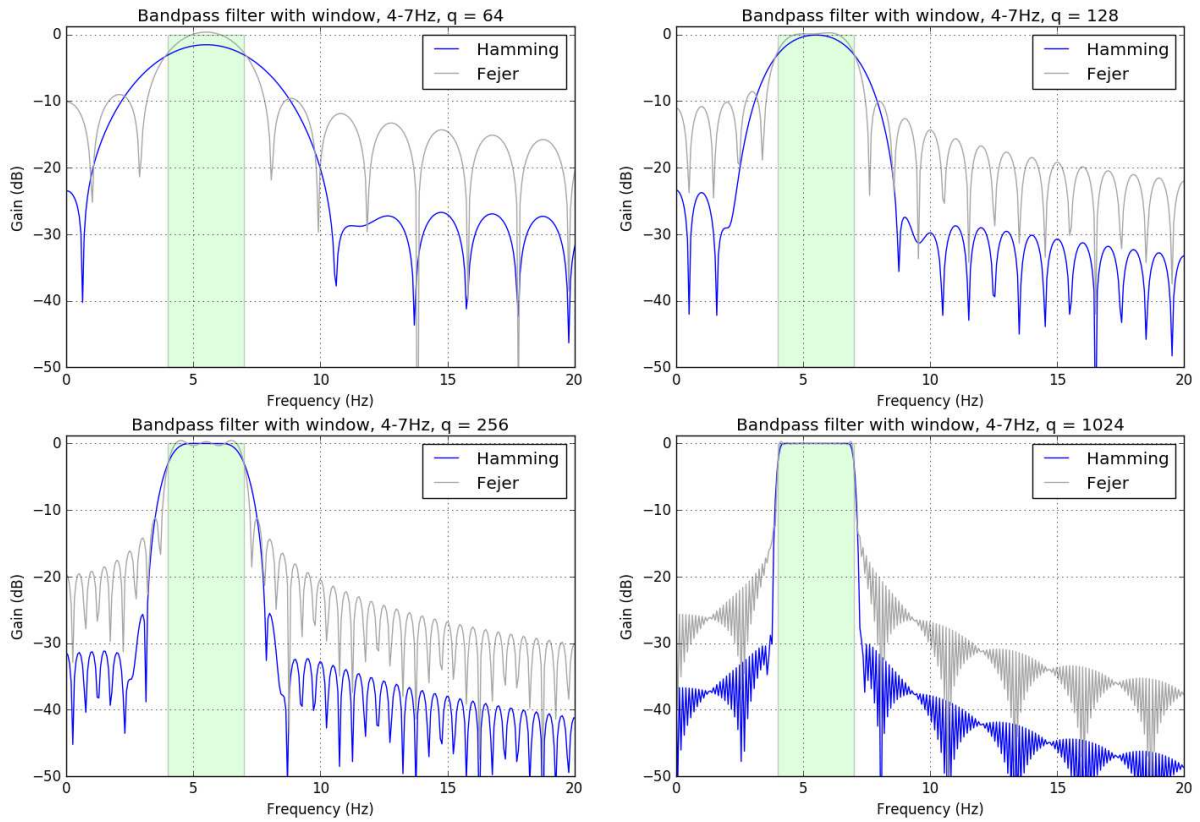 Bandpass filter with window, 4-7Hz, q = 64
Hamming
Fejer
0
−10
−20
−30
−40
−50
Gain (dB)
0
5
10
15
20
Frequency (Hz)
Bandpass filter with window, 4-7Hz, q = 128
Hamming
Fejer
0
−10
−20
−30
−40
−50
Gain (dB)
0
5
10
15
20
Frequency (Hz)
Bandpass filter with window, 4-7Hz, q = 256
Hamming
Fejer
0
−10
−20
−30
−40
−50
Gain (dB)
0
5
10
15
20
Frequency (Hz)
Bandpass filter with window, 4-7Hz, q = 1024
Hamming
Fejer
0
−10
−20
−30
−40
−50
Gain (dB)
0
5
10
15
20
Frequency (Hz)